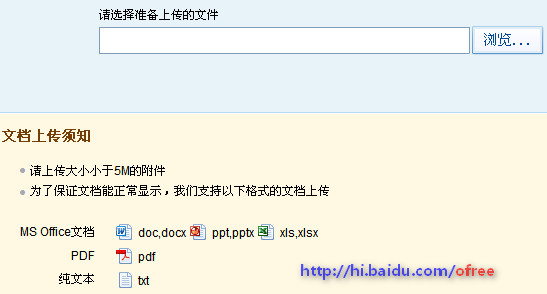 请选择准备上传的文件
浏览...
文档上传须知
请上传大小小于5M的附件
为了保证文档能正常显示，我们支持以下格式的文档上传
MS Office文档 doc,docx ppt,pptx xls,xlsx
PDF pdf
纯文本 txt
http://hi.baidu.com/ofree